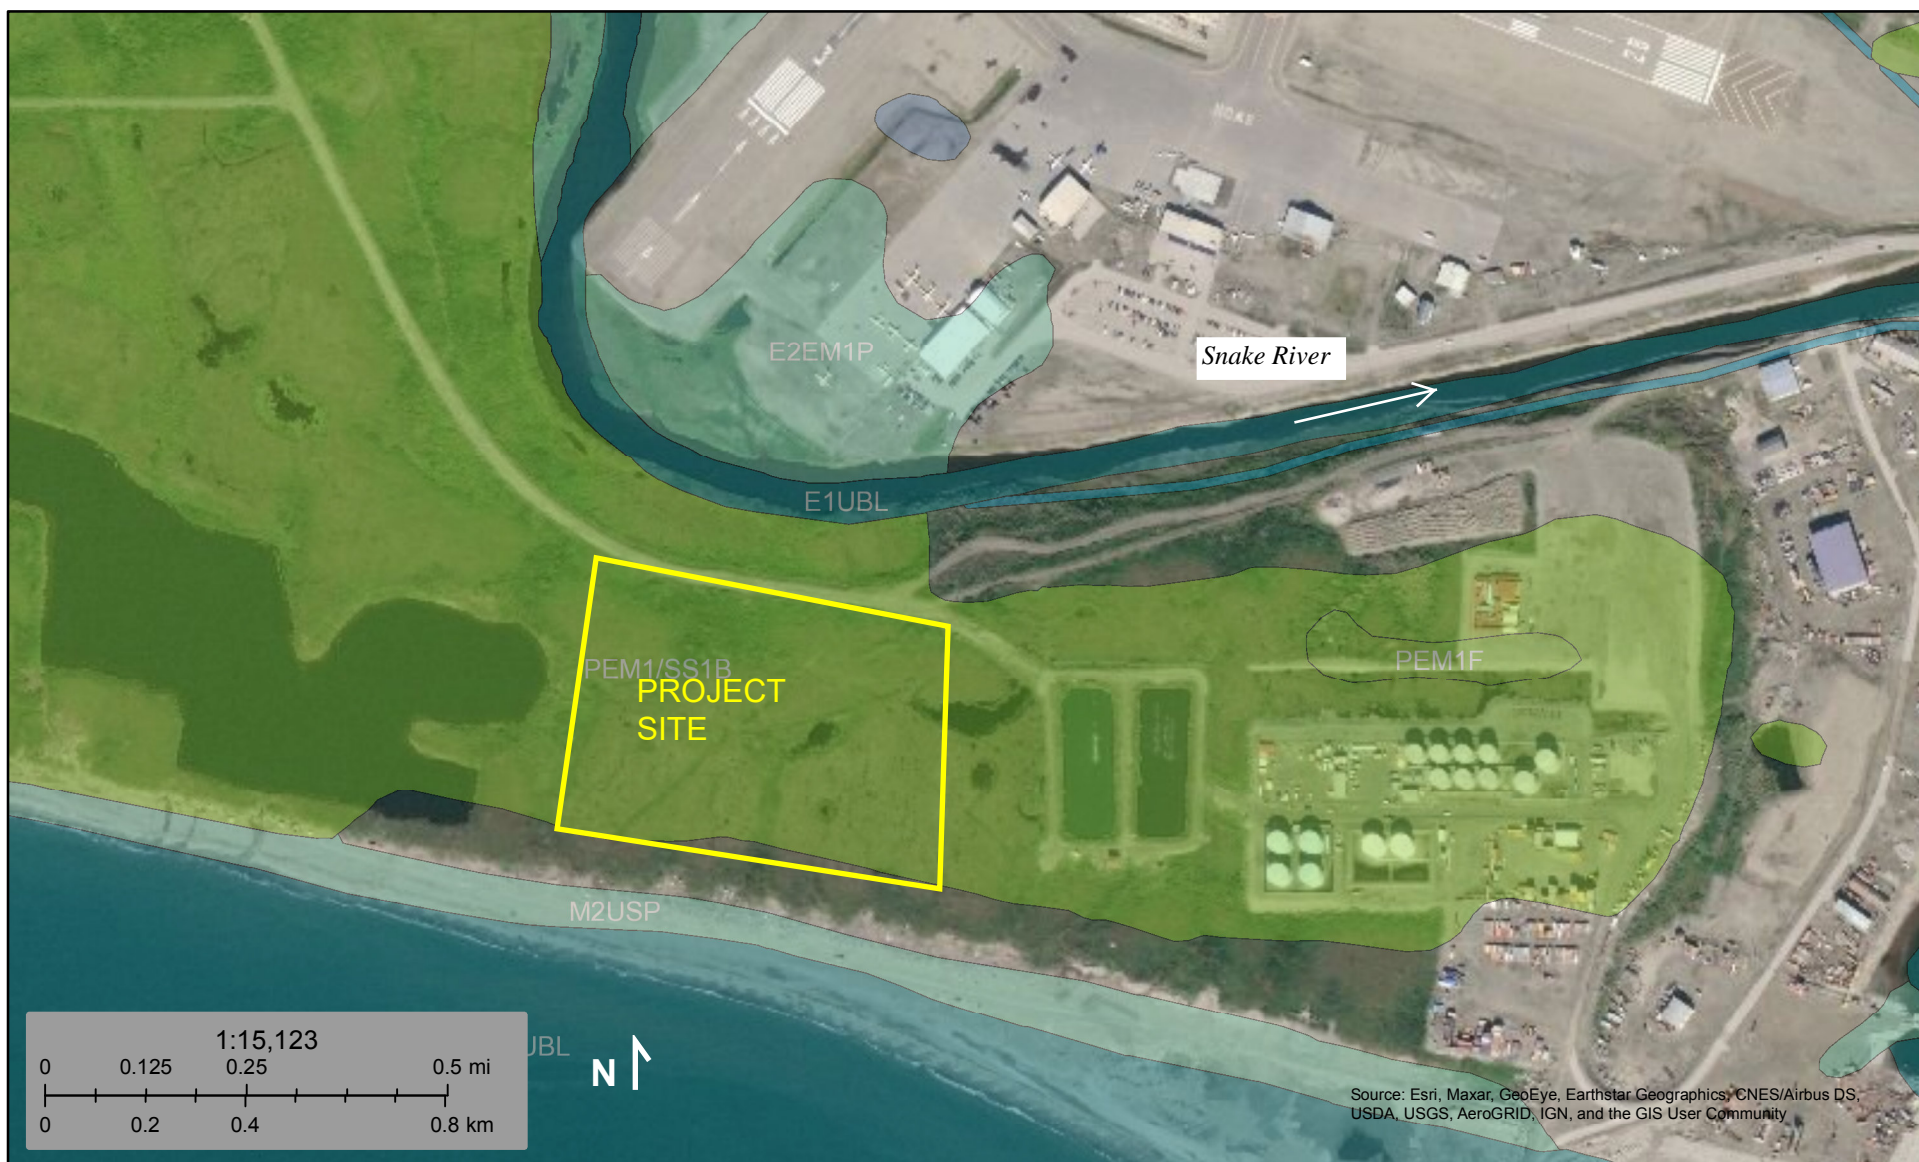 E2EM1P
Snake River
E1UBL
PEM1/SS1B
PROJECT
SITE
PEM1F
M2USP
1:15,123
0 0.125 0.25 0.5 mi
0 0.2 0.4 0.8 km
UBL
N
Source: Esri, Maxar, GeoEye, Earthstar Geographics, CNES/Airbus DS,
USDA, USGS, AeroGRID, IGN, and the GIS User Community